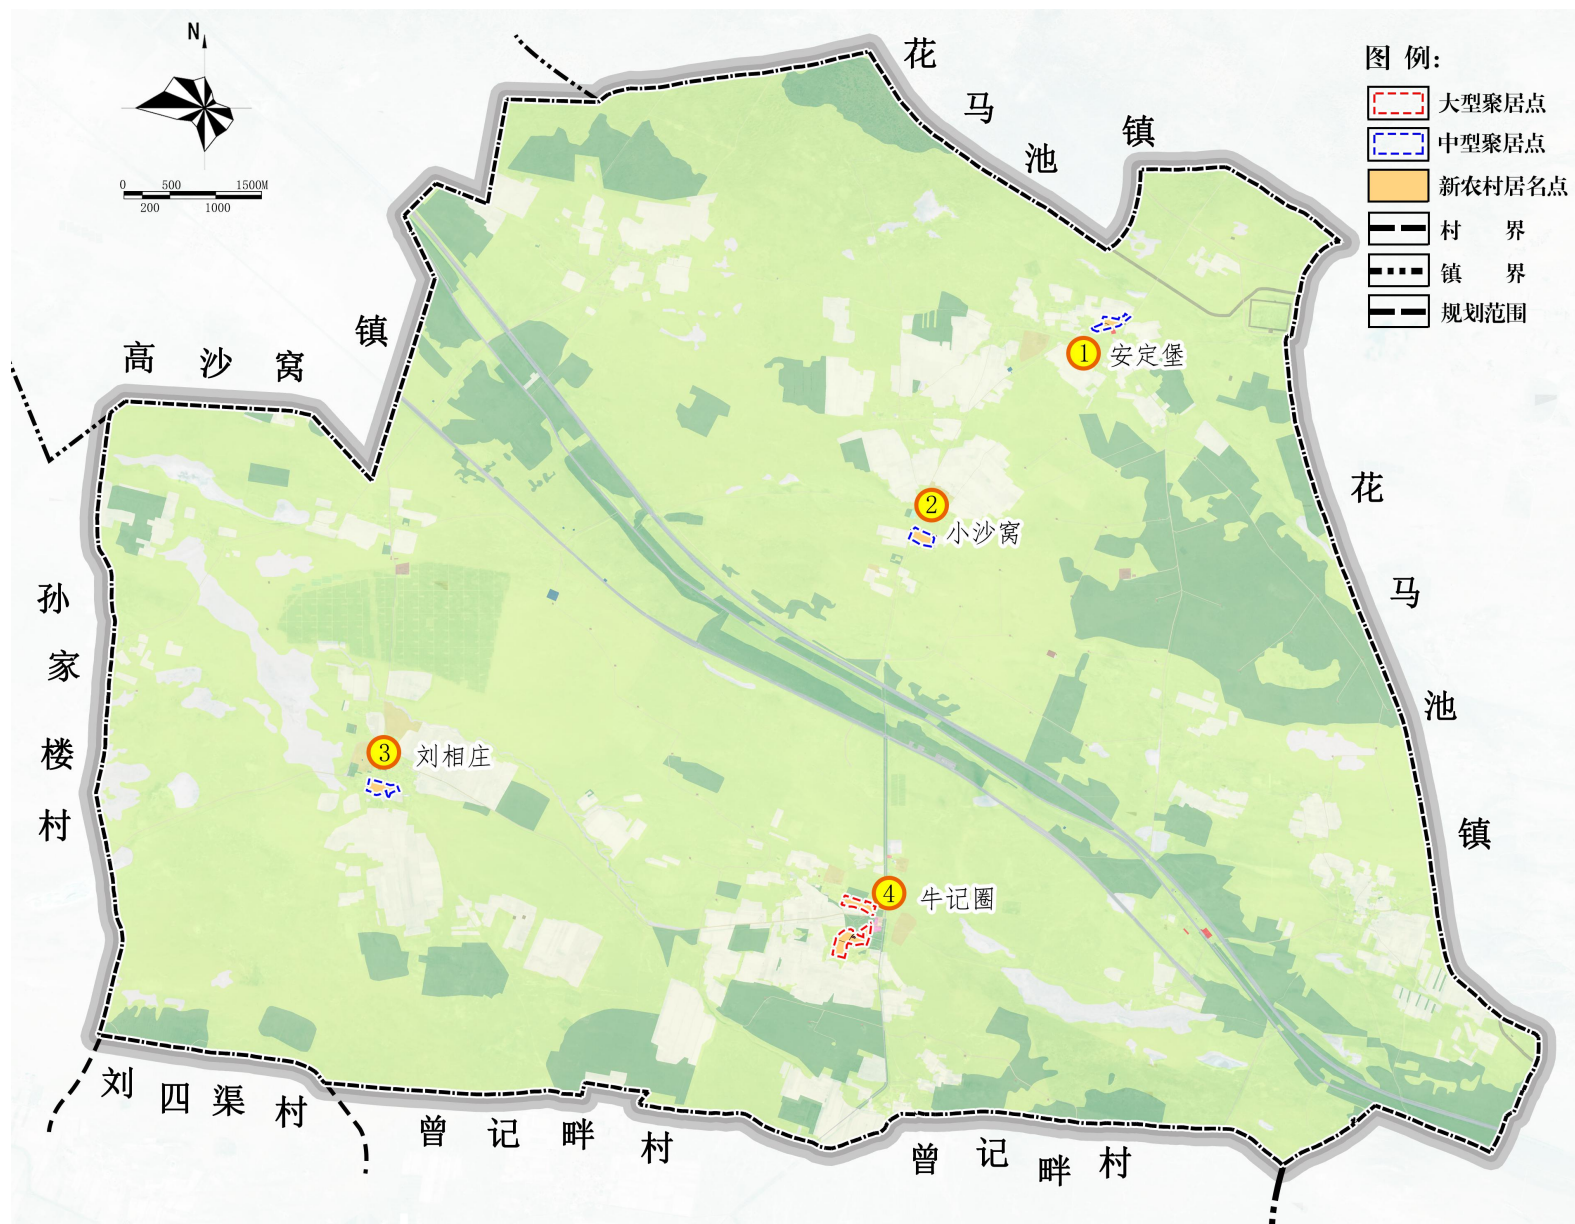 N
0 500 1500M
200 1000
图 例:
大型聚居点
中型聚居点
新农村居名点
村 界
镇 界
规划范围
花马池镇
高沙窝镇
1 安定堡
2 小沙窝
花马池镇
孙家楼村
3 刘相庄
4 牛记圈
刘四渠村
曾记畔村
曾记畔村